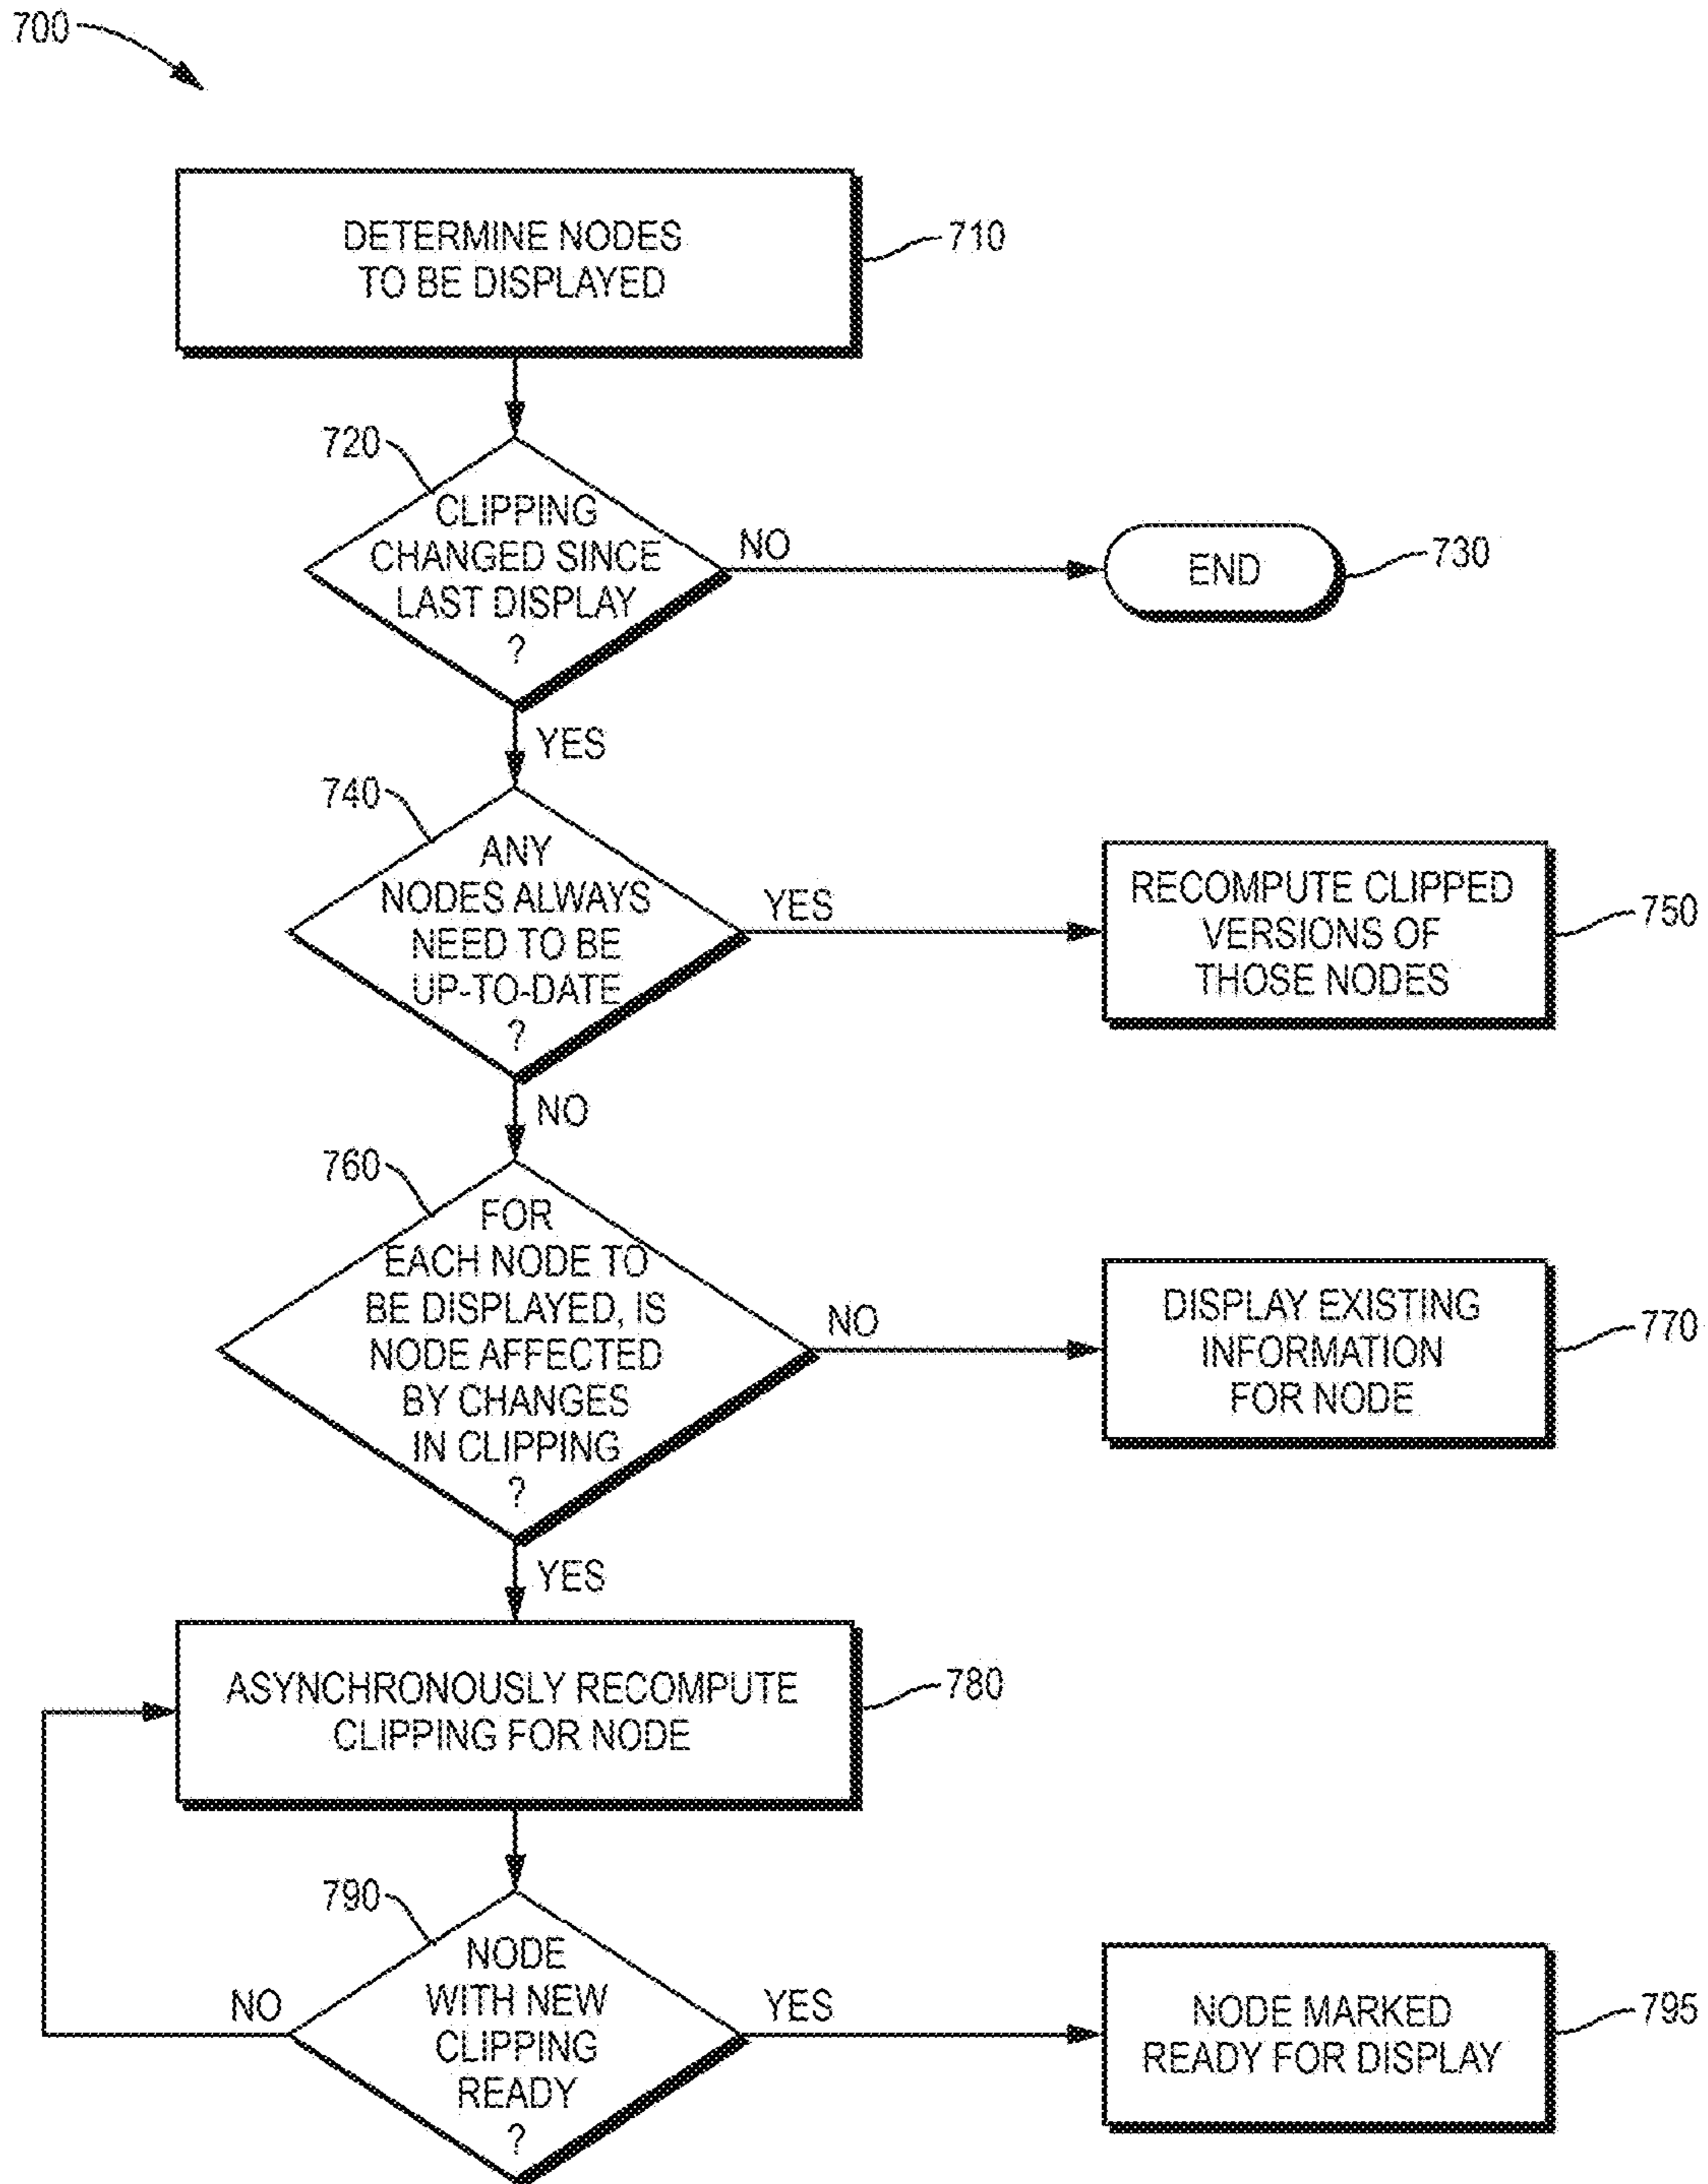 700
DETERMINE NODES
TO BE DISPLAYED
710
720
CLIPPING
CHANGED SINCE
LAST DISPLAY
?
NO
END
730
YES
740
ANY
NODES ALWAYS
NEED TO BE
UP-TO-DATE
?
YES
RECOMPUTE CLIPPED
VERSIONS OF
THOSE NODES
750
NO
760
FOR
EACH NODE TO
BE DISPLAYED, IS
NODE AFFECTED
BY CHANGES
IN CLIPPING
?
NO
DISPLAY EXISTING
INFORMATION
FOR NODE
770
YES
ASYNCHRONOUSLY RECOMPUTE
CLIPPING FOR NODE
780
790
NODE
WITH NEW
CLIPPING
READY
?
NO
YES
NODE MARKED
READY FOR DISPLAY
795